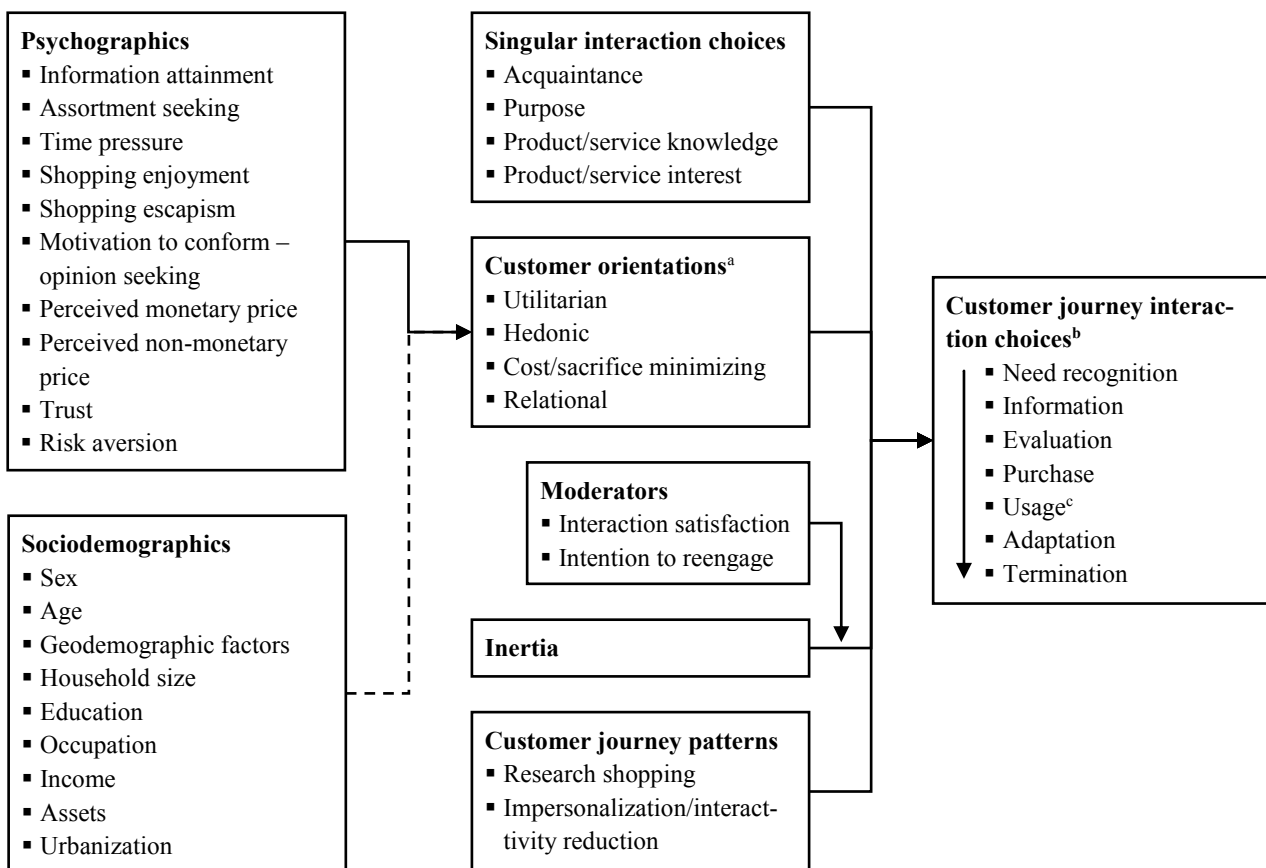 Psychographics
▪ Information attainment
▪ Assortment seeking
▪ Time pressure
▪ Shopping enjoyment
▪ Shopping escapism
▪ Motivation to conform –
opinion seeking
▪ Perceived monetary price
▪ Perceived non-monetary
price
▪ Trust
▪ Risk aversion
Sociodemographics
▪ Sex
▪ Age
▪ Geodemographic factors
▪ Household size
▪ Education
▪ Occupation
▪ Income
▪ Assets
▪ Urbanization
Singular interaction choices
▪ Acquaintance
▪ Purpose
▪ Product/service knowledge
▪ Product/service interest
Customer orientationsᵃ
▪ Utilitarian
▪ Hedonic
▪ Cost/sacrifice minimizing
▪ Relational
Moderators
▪ Interaction satisfaction
▪ Intention to reengage
Inertia
Customer journey patterns
▪ Research shopping
▪ Impersonalization/interac-
tivity reduction
Customer journey interac-
tion choicesᵇ
▪ Need recognition
▪ Information
▪ Evaluation
▪ Purchase
▪ Usageᶜ
▪ Adaptation
▪ Termination